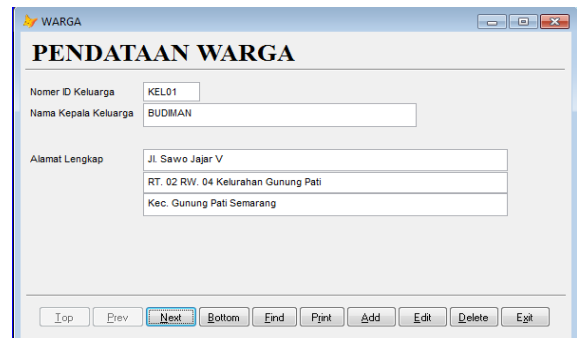 WARGA
PENDATAAN WARGA
Nomer ID Keluarga KEL01
Nama Kepala Keluarga BUDIMAN
Alamat Lengkap Jl. Sawo Jajar V
RT. 02 RW. 04 Kelurahan Gunung Pati
Kec. Gunung Pati Semarang
Top Prev Next Bottom Find Print Add Edit Delete Exit